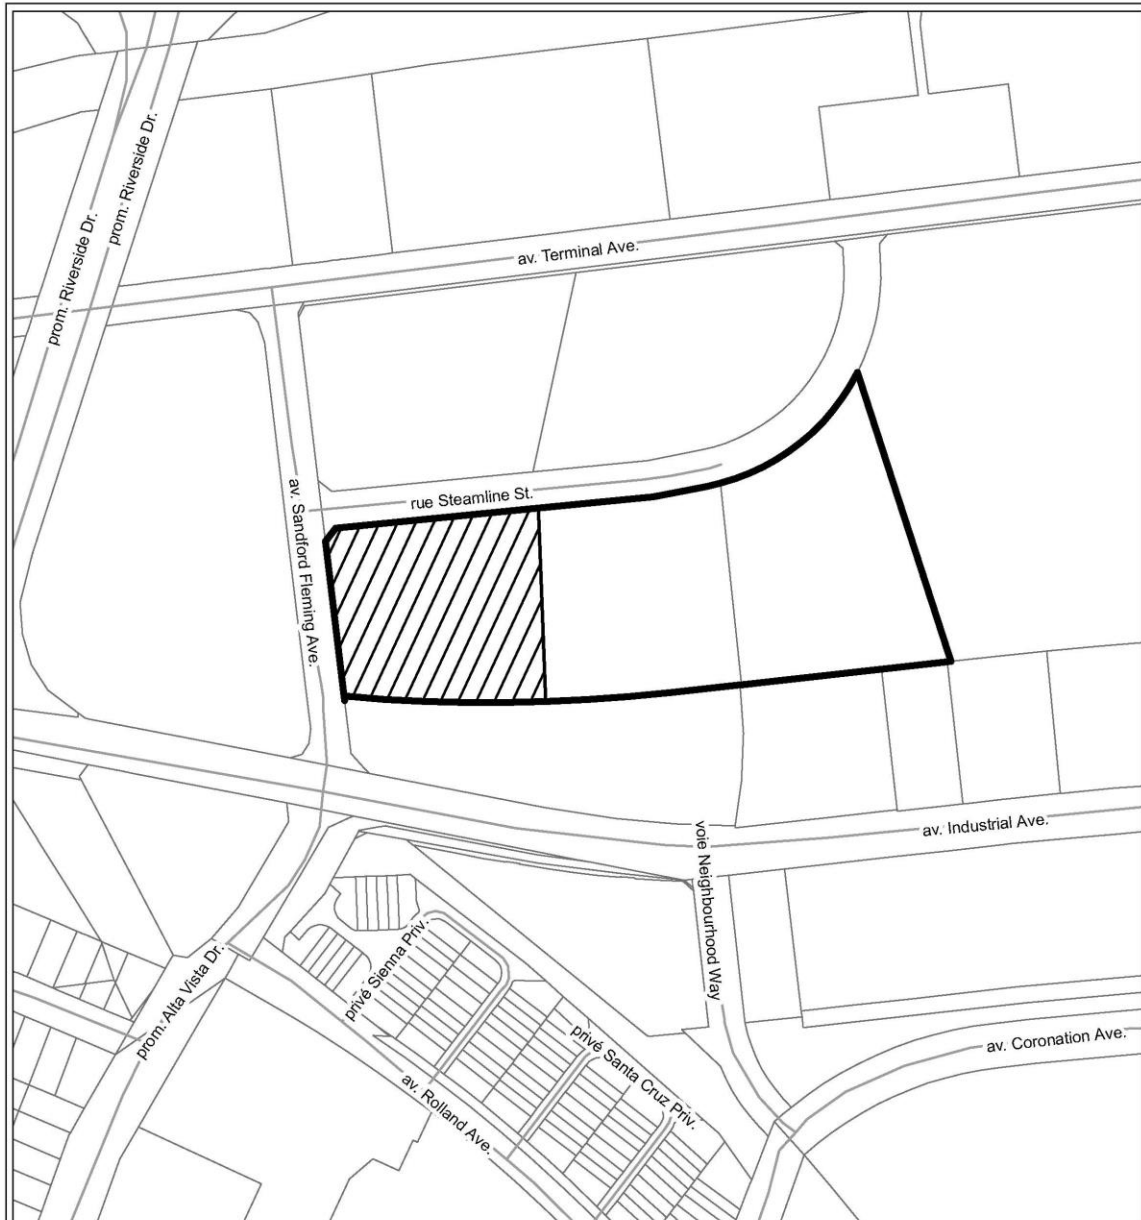 prom. Riverside Dr.
prom. Riverside Dr.
av. Terminal Ave.
rue Steamline St.
av. Sandford Fleming Ave.
av. Industrial Ave.
voie Neighbourhood Way
privé Sienna Priv.
prom. Alta Vista Dr.
privé Santa Cruz Priv.
av. Coronation Ave.
av. Rolland Ave.